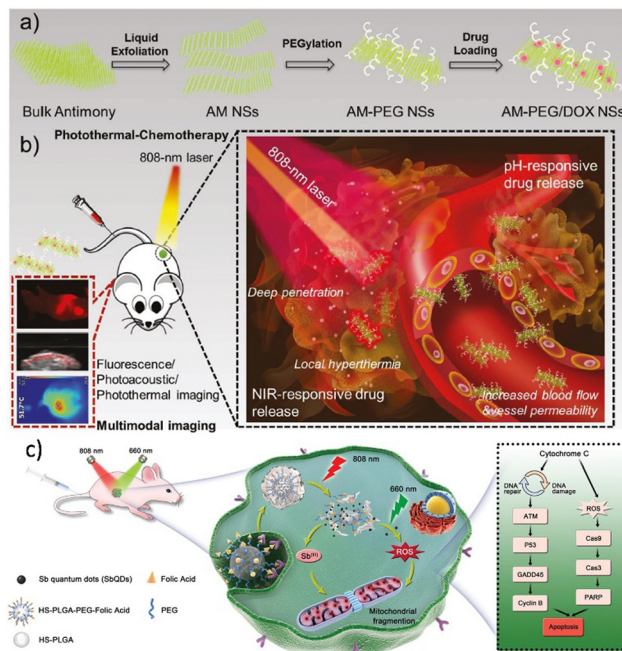 a)
Liquid
Exfoliation
PEGylation
Drug
Loading
Bulk Antimony
AM NSs
AM-PEG NSs
AM-PEG/DOX NSs
b)
Photothermal-Chemotherapy
808-nm laser
51.7°C
Fluorescence/
Photoacoustic/
Photothermal imaging
Multimodal imaging
808-nm laser
pH-responsive
drug release
Deep penetration
Local hyperthermia
NIR-responsive drug
release
Increased blood flow
&vessel permeability
c)
808 nm
660 nm
Sb quantum dots (SbQDs)
Folic Acid
HS-PLGA-PEG-Folic Acid
PEG
HS-PLGA
808 nm
660 nm
Sb(III)
ROS
Mitochondrial
fragmention
Cytochrome C
DNA
repair
DNA
damage
ROS
ATM
Cas9
P53
Cas3
GADD45
PARP
Cyclin B
Apoptosis